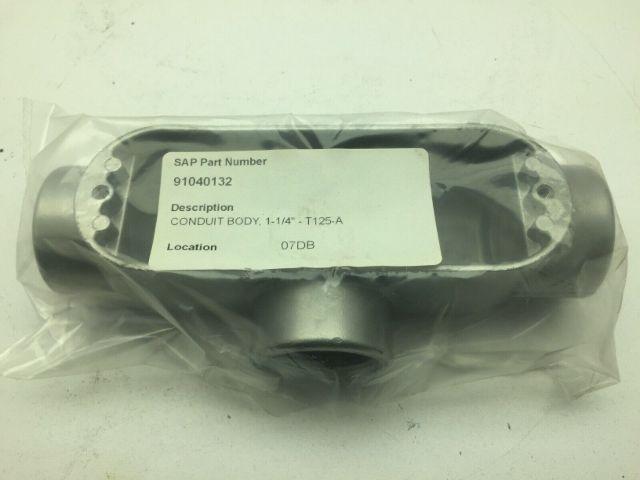 SAP Part Number
91040132
Description
CONDUIT BODY, 1-1/4" - T125-A
Location 07DB